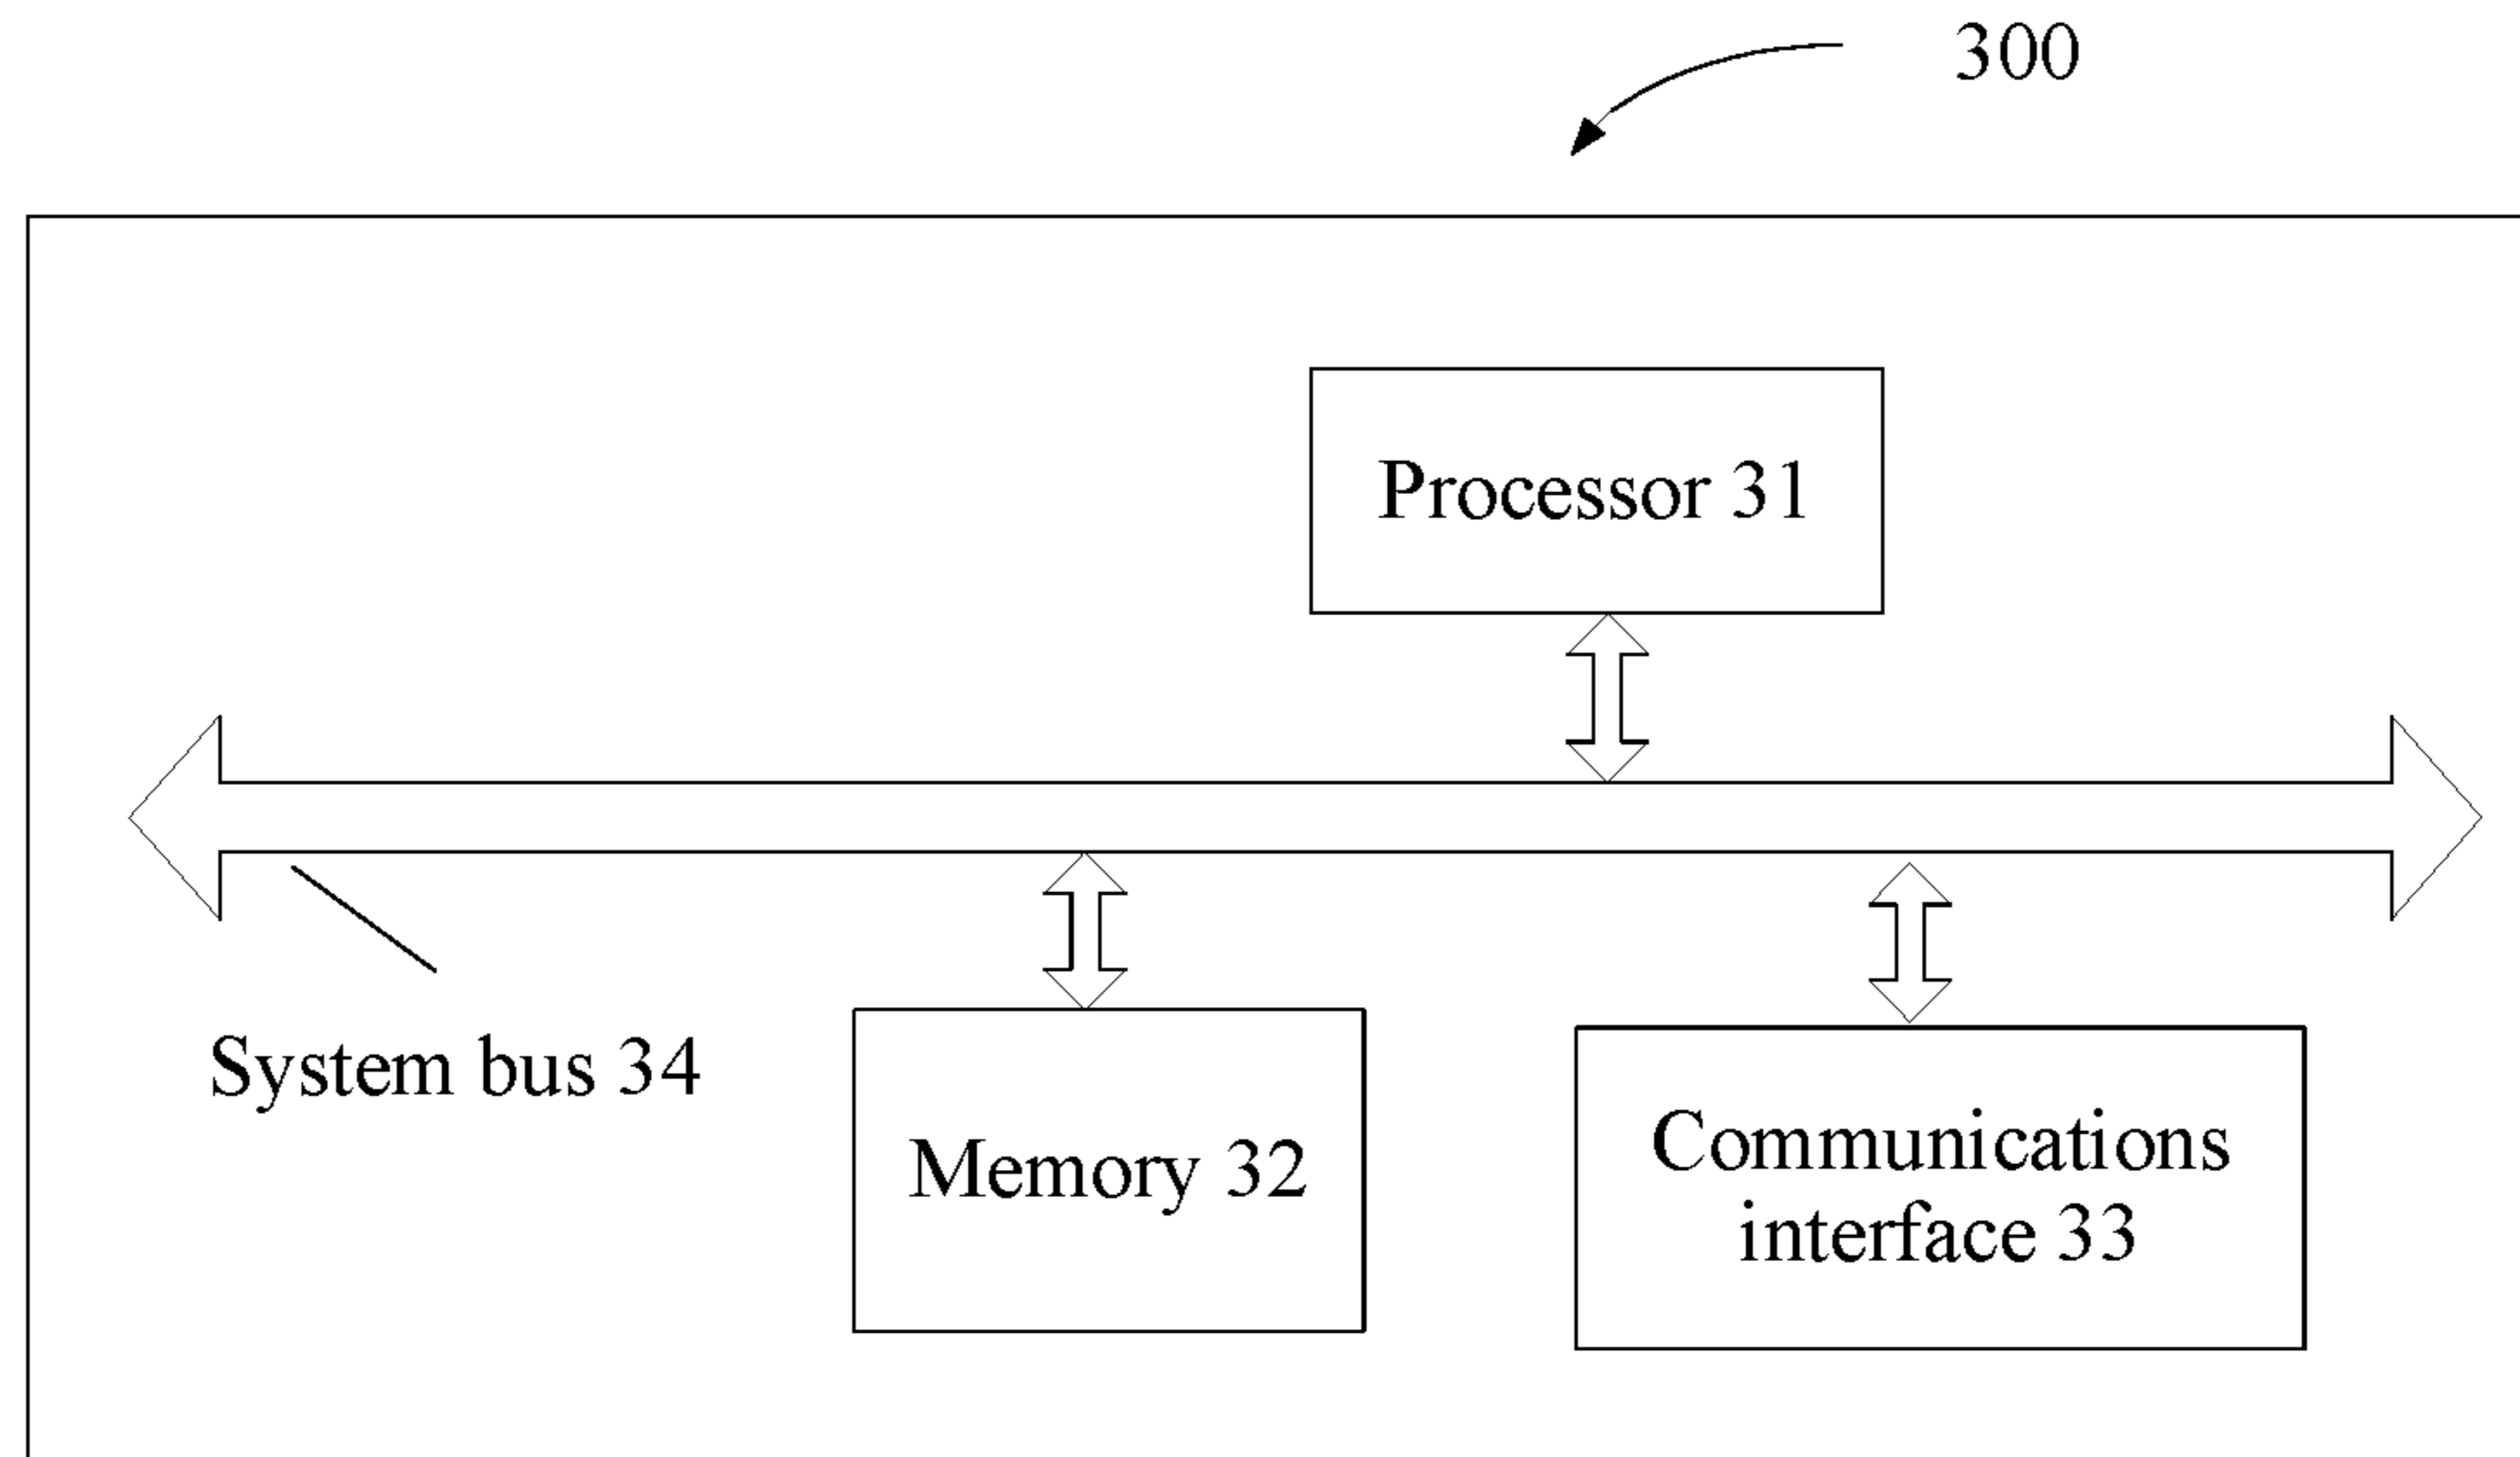 300
Processor 31
System bus 34
Memory 32
Communications
interface 33